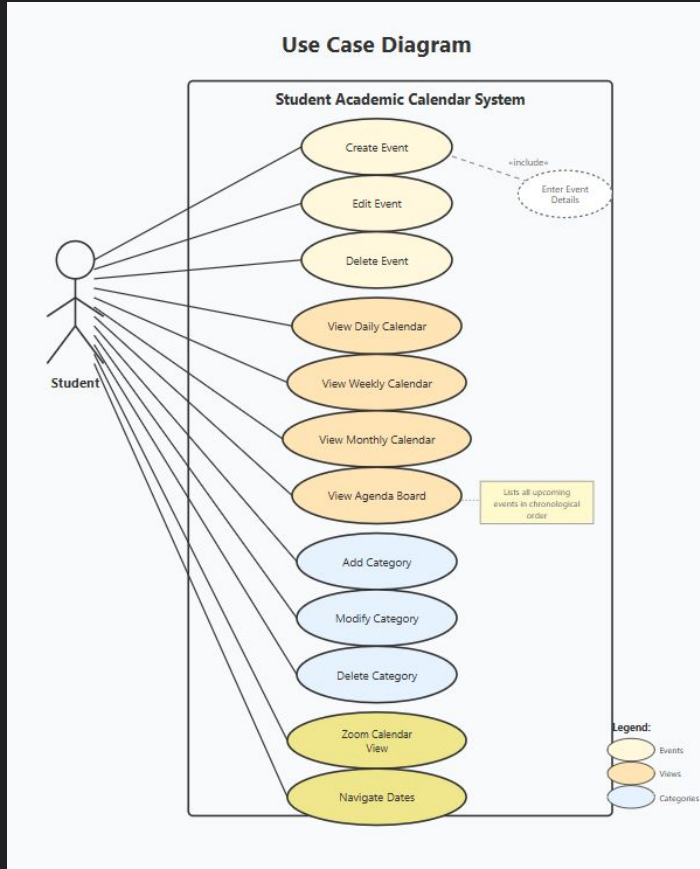 Use Case Diagram
Student Academic Calendar System
Create Event
«include»
Enter Event
Details
Edit Event
Delete Event
View Daily Calendar
Student
View Weekly Calendar
View Monthly Calendar
View Agenda Board
Lists all upcoming
events in chronological
order
Add Category
Modify Category
Delete Category
Zoom Calendar
View
Navigate Dates
Legend:
Events
Views
Categories